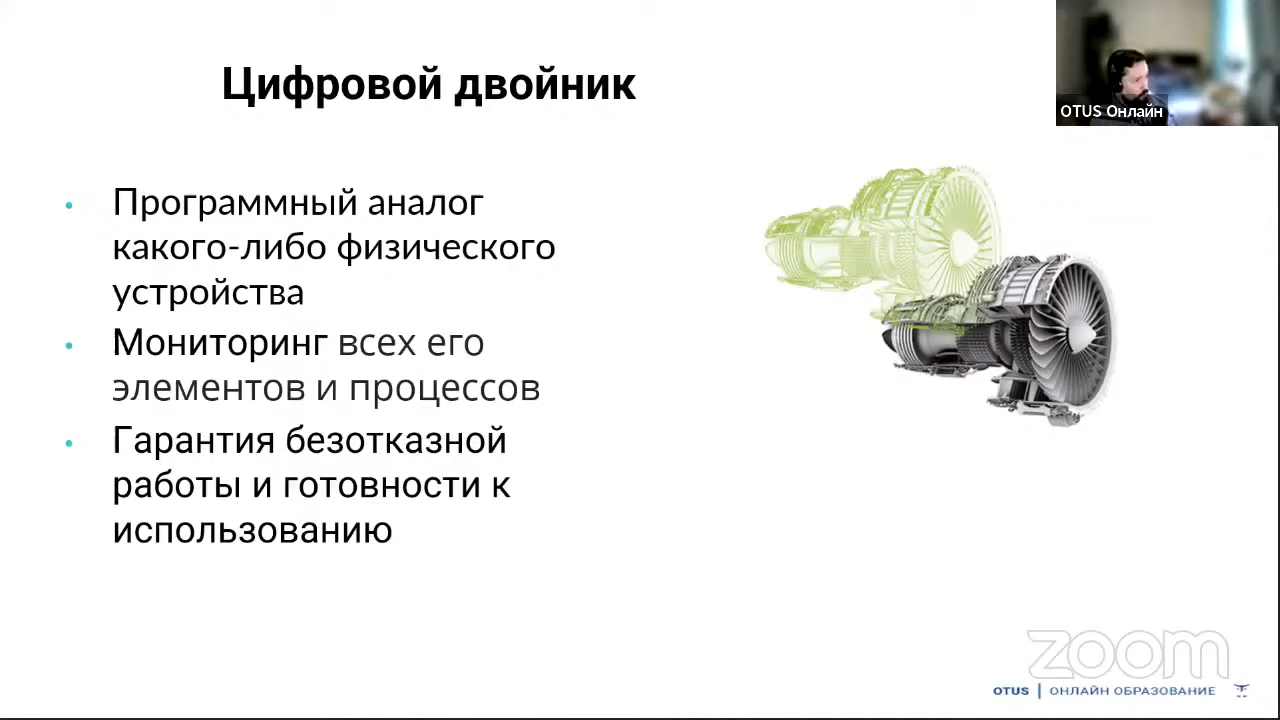 Цифровой двойник
OTUS Онлайн
• Программный аналог
какого-либо физического
устройства
• Мониторинг всех его
элементов и процессов
• Гарантия безотказной
работы и готовности к
использованию
zoom
OTUS | ОНЛАЙН ОБРАЗОВАНИЕ